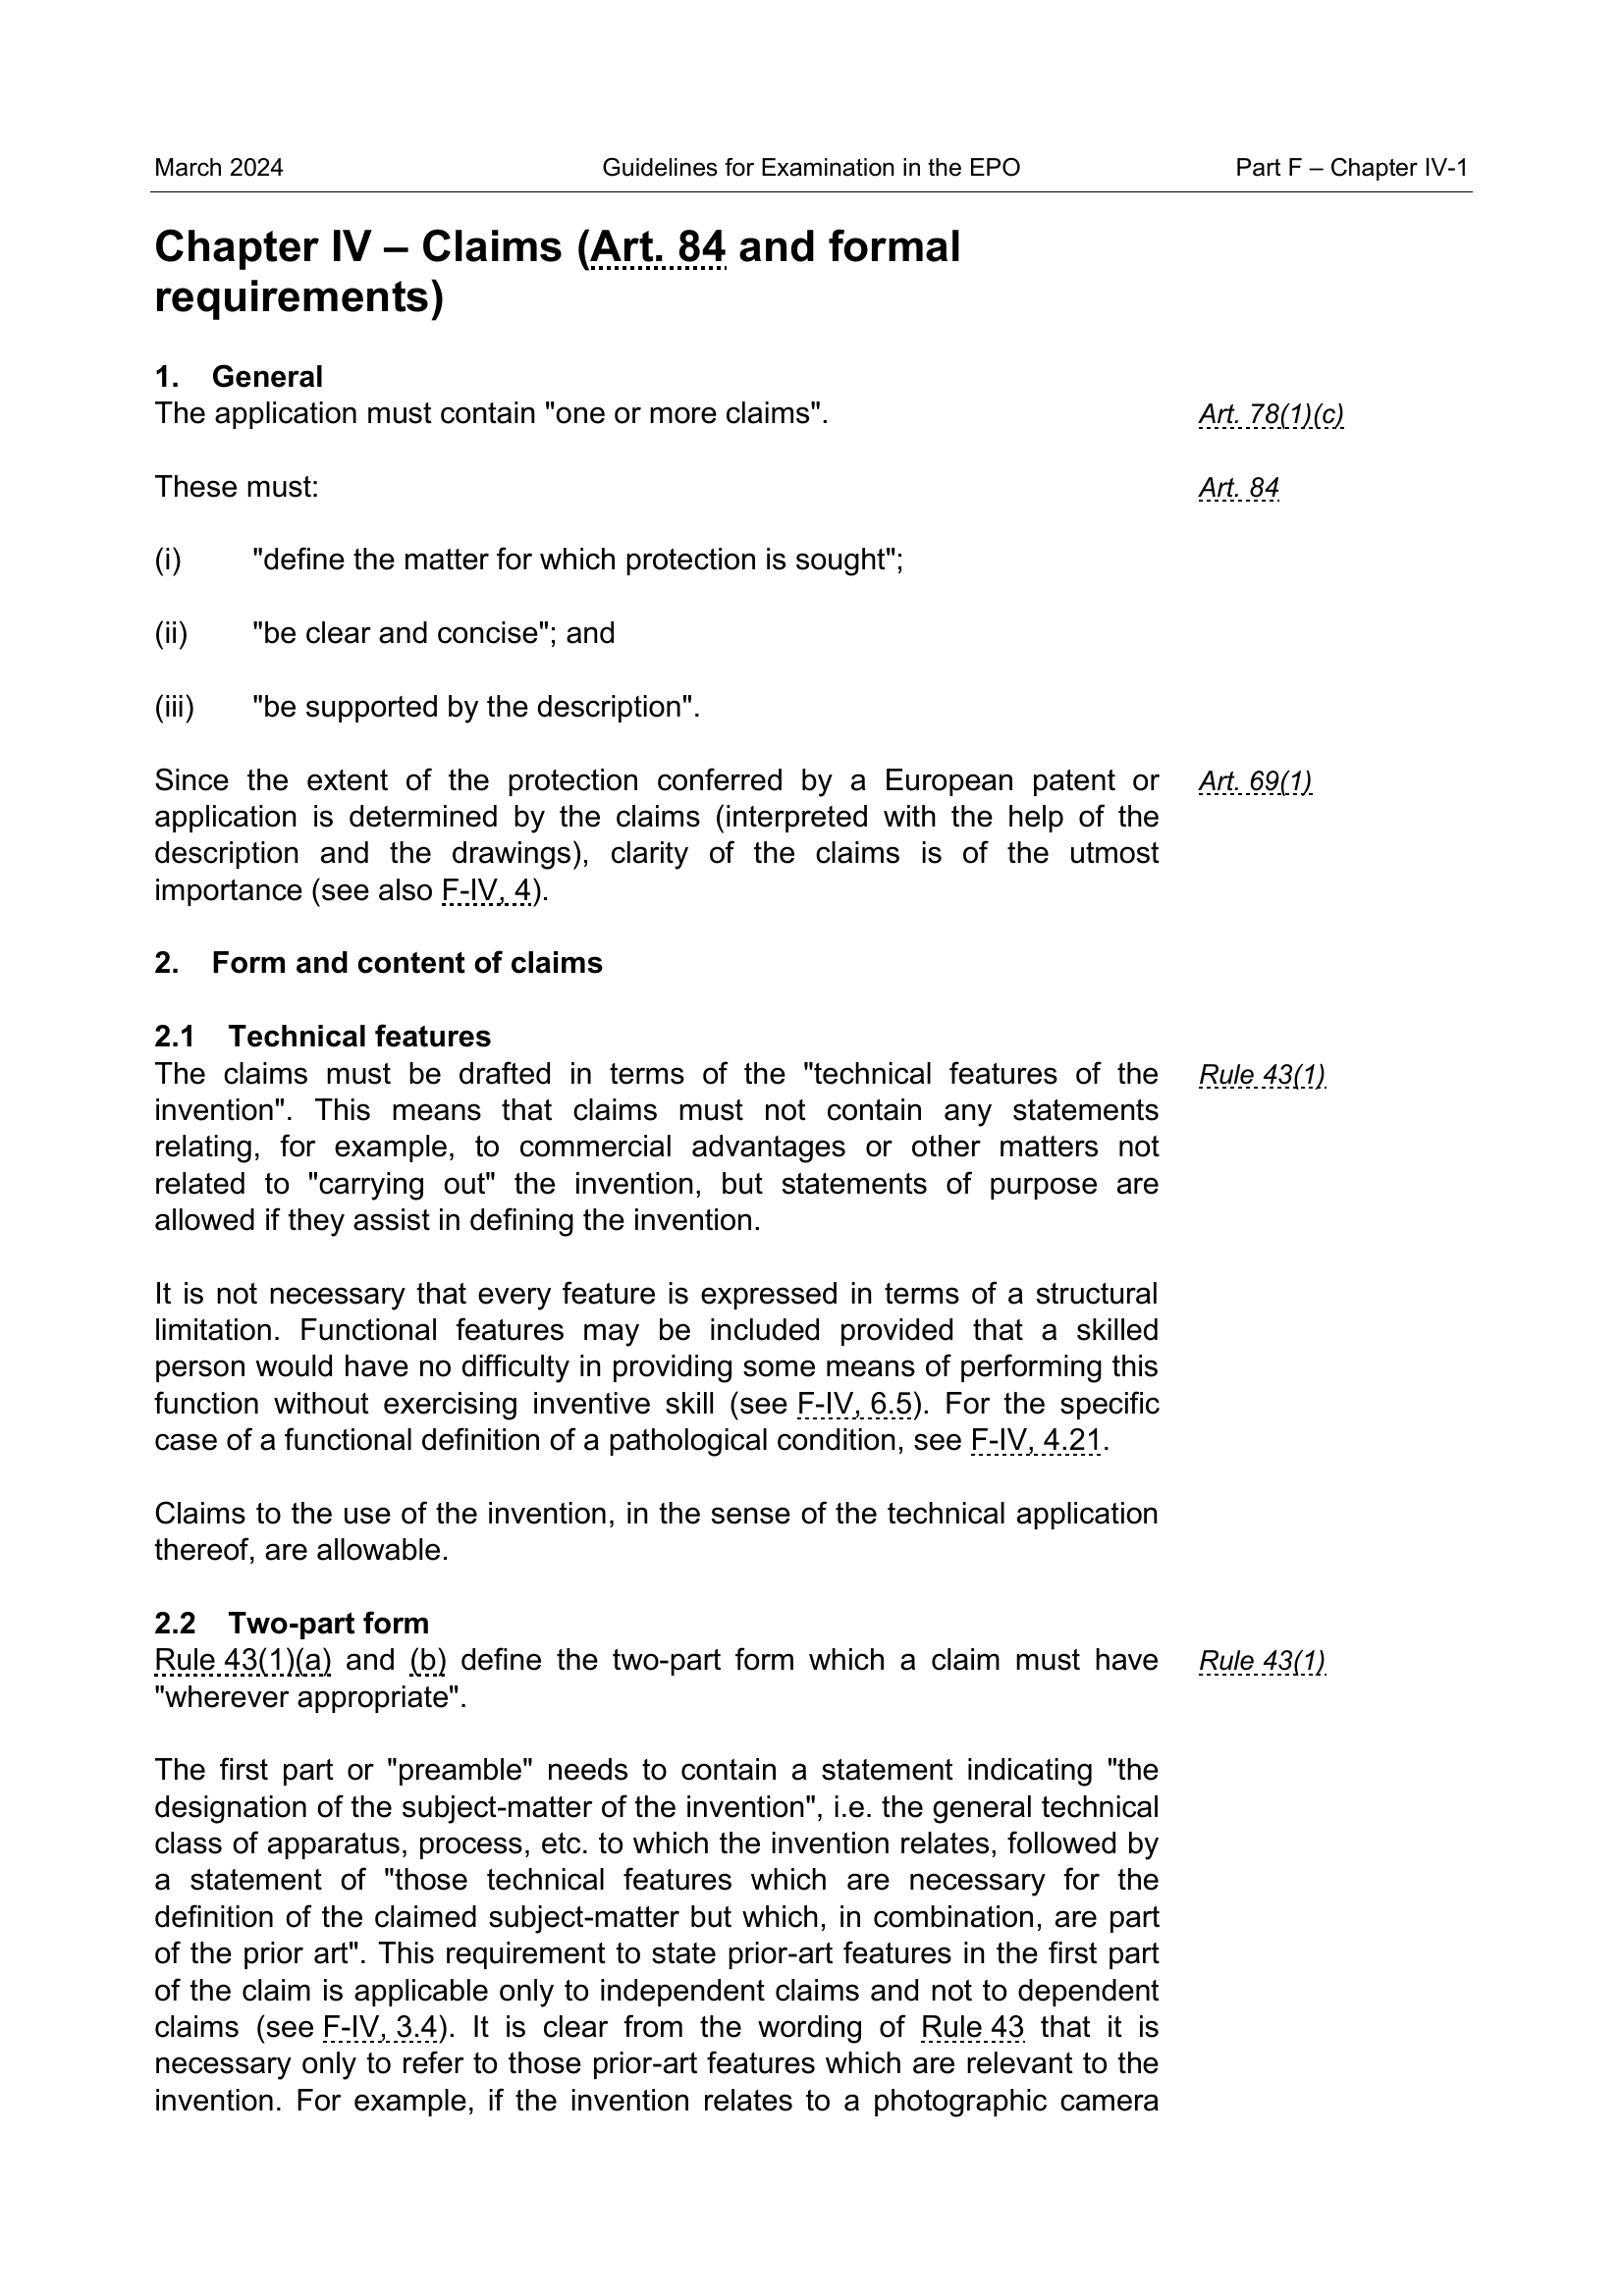 March 2024 Guidelines for Examination in the EPO Part F – Chapter IV-1
Chapter IV – Claims (Art. 84 and formal
requirements)
1. General
The application must contain "one or more claims". Art. 78(1)(c)
These must: Art. 84
(i) "define the matter for which protection is sought";
(ii) "be clear and concise"; and
(iii) "be supported by the description".
Since the extent of the protection conferred by a European patent or Art. 69(1)
application is determined by the claims (interpreted with the help of the
description and the drawings), clarity of the claims is of the utmost
importance (see also F-IV, 4).
2. Form and content of claims
2.1 Technical features
The claims must be drafted in terms of the "technical features of the Rule 43(1)
invention". This means that claims must not contain any statements
relating, for example, to commercial advantages or other matters not
related to "carrying out" the invention, but statements of purpose are
allowed if they assist in defining the invention.
It is not necessary that every feature is expressed in terms of a structural
limitation. Functional features may be included provided that a skilled
person would have no difficulty in providing some means of performing this
function without exercising inventive skill (see F-IV, 6.5). For the specific
case of a functional definition of a pathological condition, see F-IV, 4.21.
Claims to the use of the invention, in the sense of the technical application
thereof, are allowable.
2.2 Two-part form
Rule 43(1)(a) and (b) define the two-part form which a claim must have Rule 43(1)
"wherever appropriate".
The first part or "preamble" needs to contain a statement indicating "the
designation of the subject-matter of the invention", i.e. the general technical
class of apparatus, process, etc. to which the invention relates, followed by
a statement of "those technical features which are necessary for the
definition of the claimed subject-matter but which, in combination, are part
of the prior art". This requirement to state prior-art features in the first part
of the claim is applicable only to independent claims and not to dependent
claims (see F-IV, 3.4). It is clear from the wording of Rule 43 that it is
necessary only to refer to those prior-art features which are relevant to the
invention. For example, if the invention relates to a photographic camera